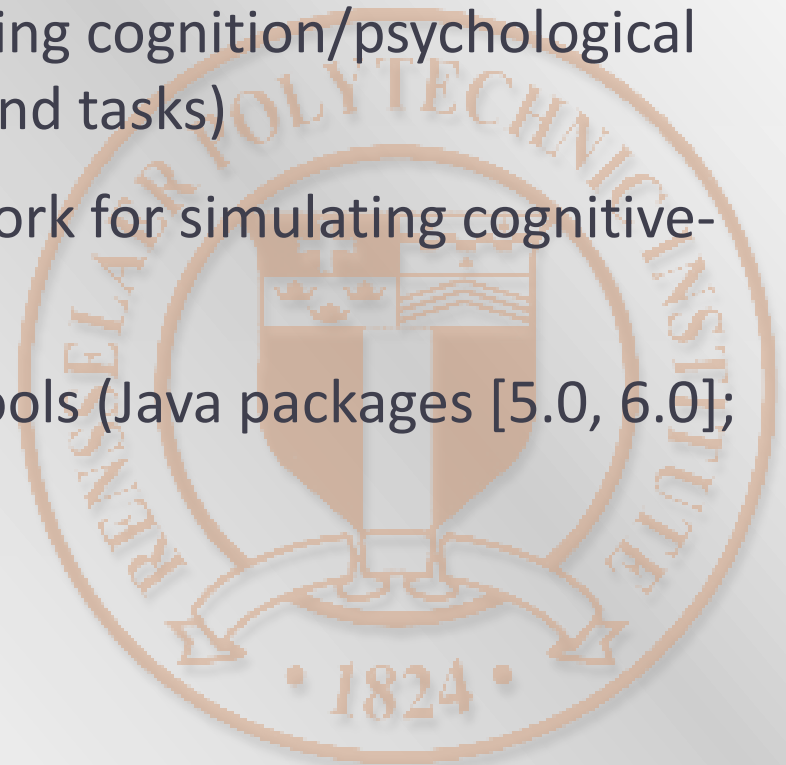 ing cognition/psychological
nd tasks)
ork for simulating cognitive-
ools (Java packages [5.0, 6.0];
RENSSELAER POLYTECHNIC INSTITUTE
• 1824 •